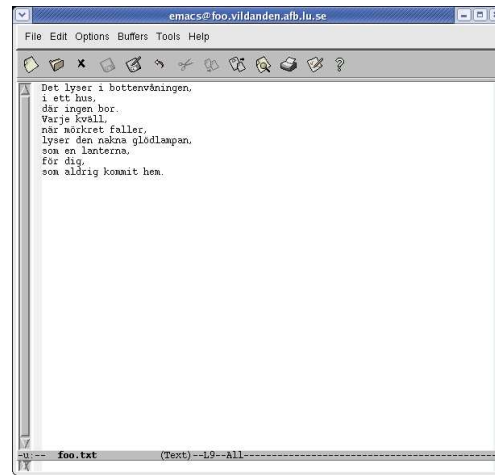 emacs@foo.vildanden.afb.lu.se
File Edit Options Buffers Tools Help
Det lyser i bottenvåningen,
i ett hus,
där ingen bor.
Varje kväll,
när mörkret faller,
lyser den nakna glödlampan,
som en lanterna,
för dig,
som aldrig kommit hem.
-u:-- foo.txt (Text)--L9--All----------------------------------------